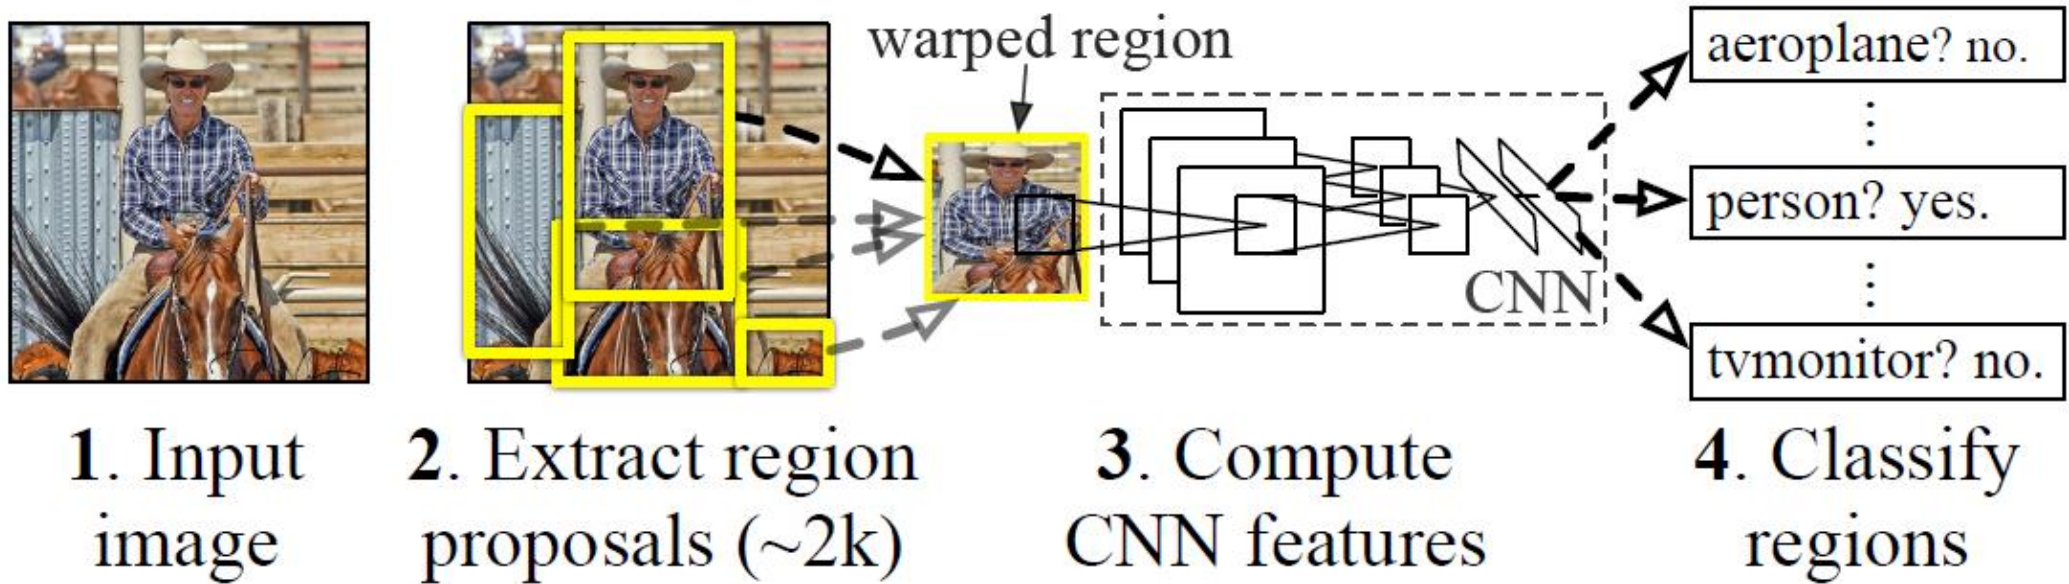 warped region
aeroplane? no.
⋮
person? yes.
⋮
tvmonitor? no.
CNN
1. Input
image
2. Extract region
proposals (~2k)
3. Compute
CNN features
4. Classify
regions